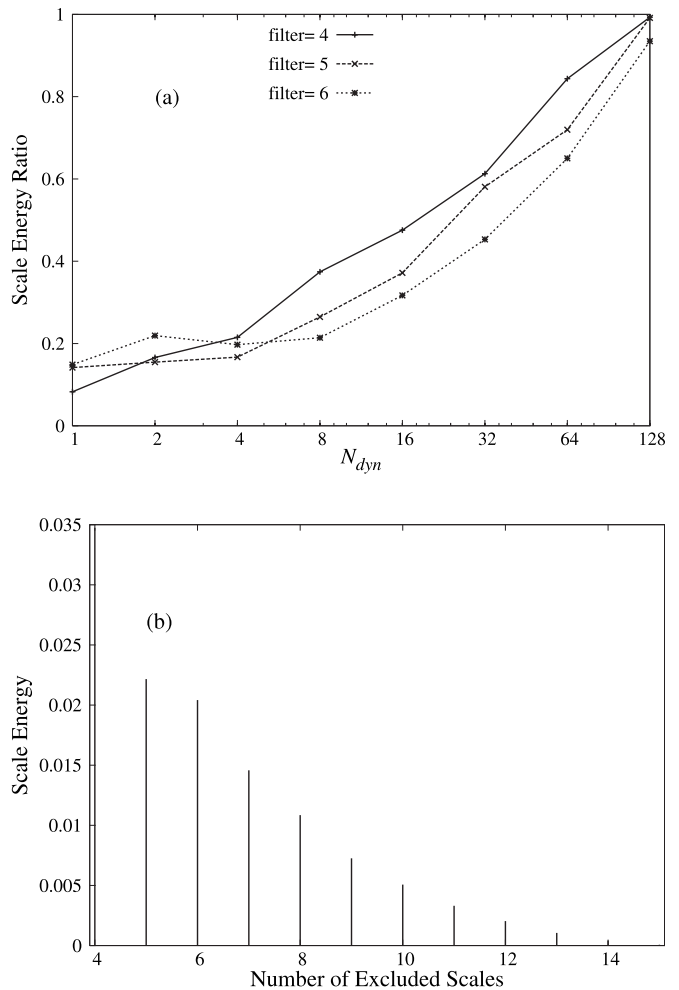 1
filter= 4
filter= 5
0.8
(a)
filter= 6
0.6
0.4
0.2
0
Scale Energy Ratio
1 2 4 8 16 32 64 128
N_dyn
0.035
0.03
(b)
0.025
0.02
0.015
0.01
0.005
0
Scale Energy
4 6 8 10 12 14
Number of Excluded Scales